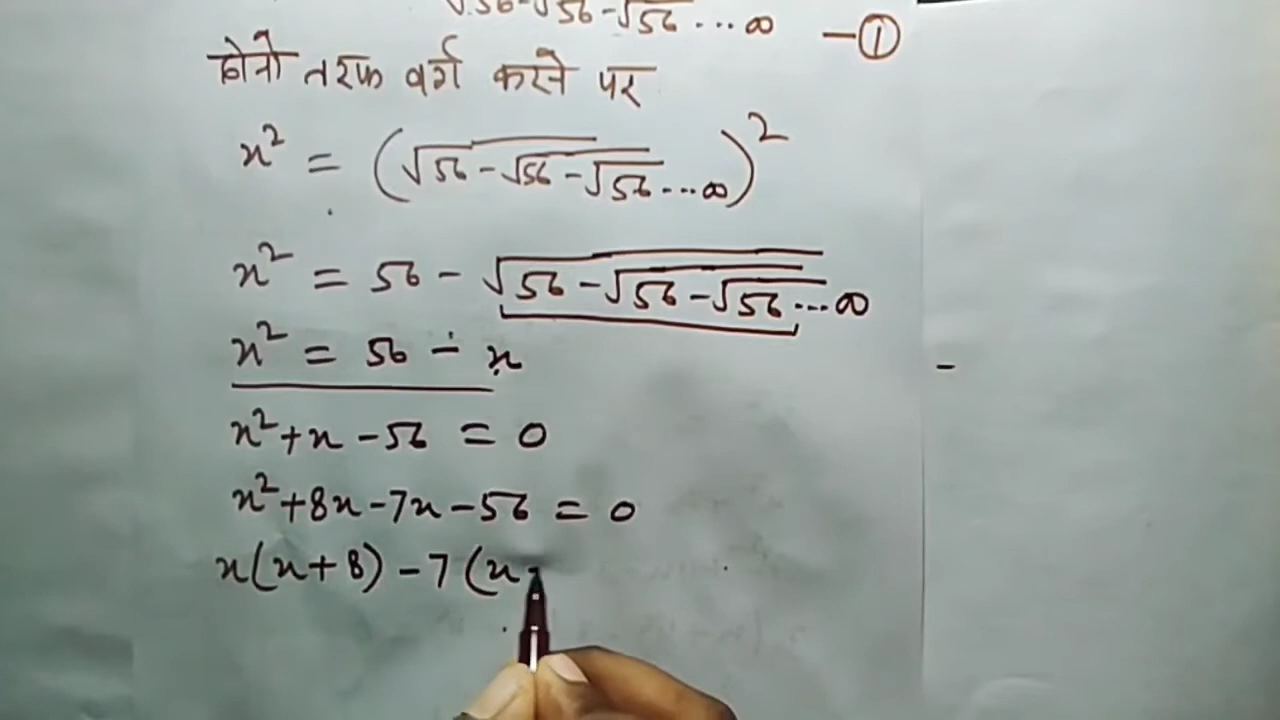 √56-√56-√56...∞ —①
दोनो तरफ वर्ग करने पर
x² = (√56-√56-√56...∞)²
x² = 56 - √56-√56-√56...∞
x² = 56 - x
x²+x-56 = 0
x²+8x-7x-56 = 0
x(x+8)-7(x